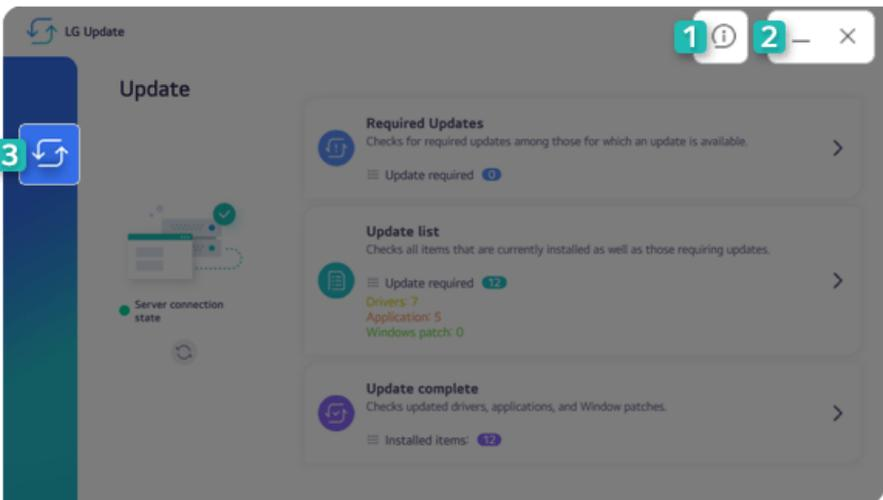 LG Update
1
2
3
Update
Required Updates
Checks for required updates among those for which an update is available.
Update required 0
Update list
Checks all items that are currently installed as well as those requiring updates.
Update required 12
Drivers: 7
Application: 5
Windows patch: 0
Server connection
state
Update complete
Checks updated drivers, applications, and Window patches.
Installed items: 12